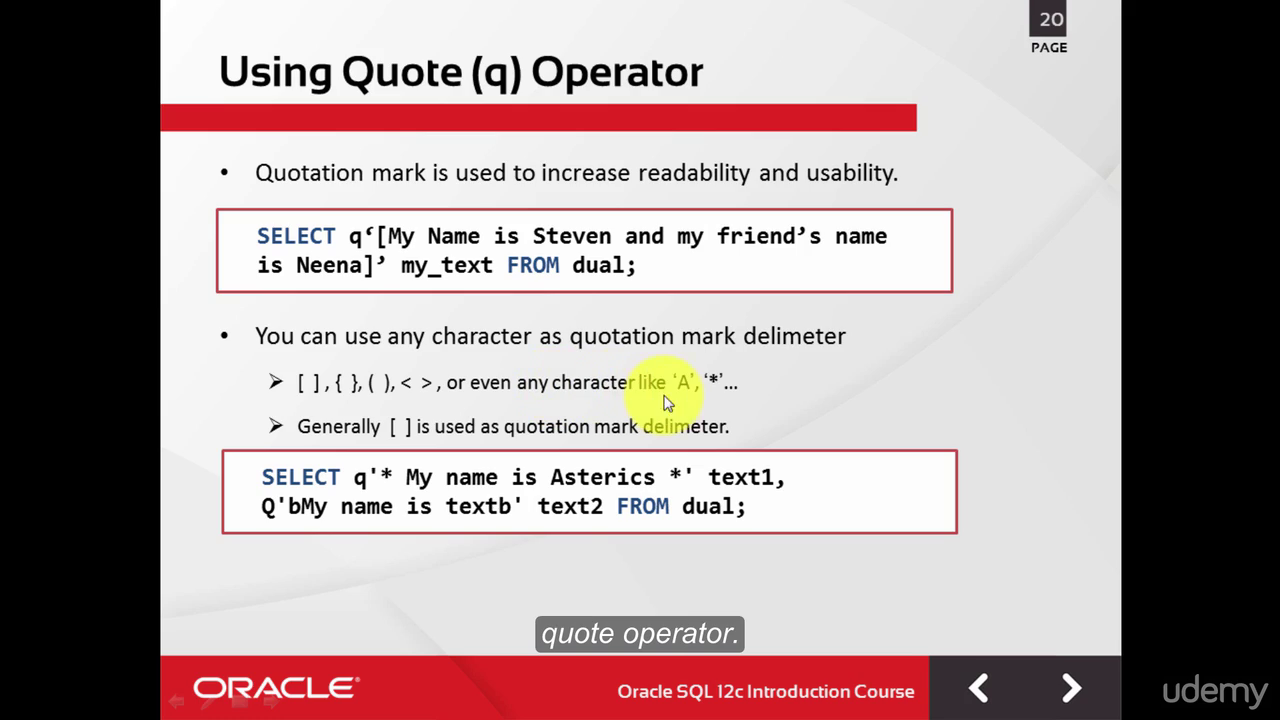 20
PAGE
Using Quote (q) Operator
• Quotation mark is used to increase readability and usability.
SELECT q‘[My Name is Steven and my friend’s name
is Neena]’ my_text FROM dual;
• You can use any character as quotation mark delimeter
➢ [ ] , { }, ( ), < > , or even any character like ‘A’, ‘*’...
➢ Generally [ ] is used as quotation mark delimeter.
SELECT q'* My name is Asterics *' text1,
Q'bMy name is textb' text2 FROM dual;
quote operator.
ORACLE®
Oracle SQL 12c Introduction Course
udemy